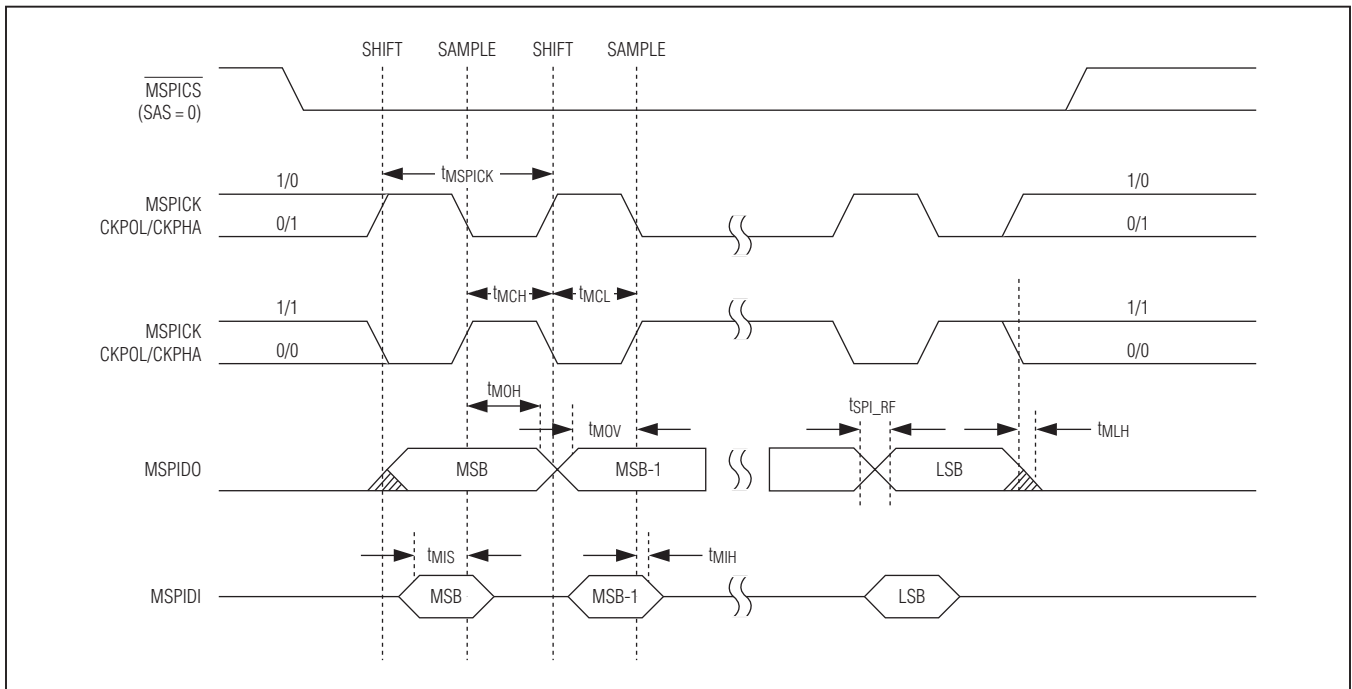 SHIFT SAMPLE SHIFT SAMPLE
MSPICS
(SAS = 0)
tMSPICK
1/0 1/0
MSPICK
CKPOL/CKPHA
0/1 0/1
tMCH tMCL
1/1 1/1
MSPICK
CKPOL/CKPHA
0/0 0/0
tMOH
tSPI_RF
tMOV
tMLH
MSPIDO MSB MSB-1 LSB
tMIS tMIH
MSPIDI MSB MSB-1 LSB